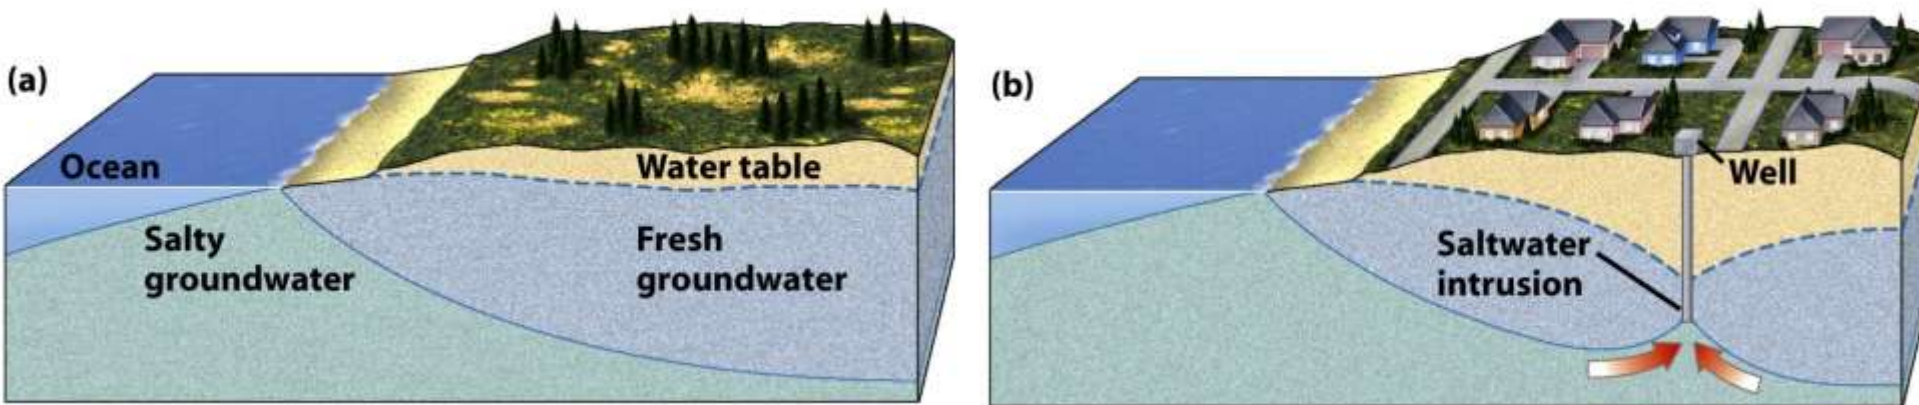 (a)
Ocean
Water table
Salty
groundwater
Fresh
groundwater
(b)
Well
Saltwater
intrusion